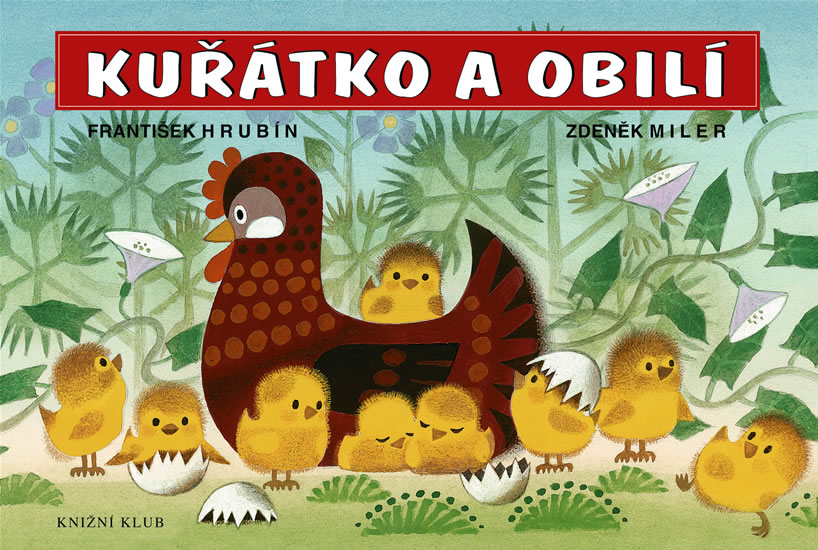 KUŘÁTKO A OBILÍ
FRANTIŠEK HRUBÍN
ZDENĚK MILER
KNIŽNÍ KLUB